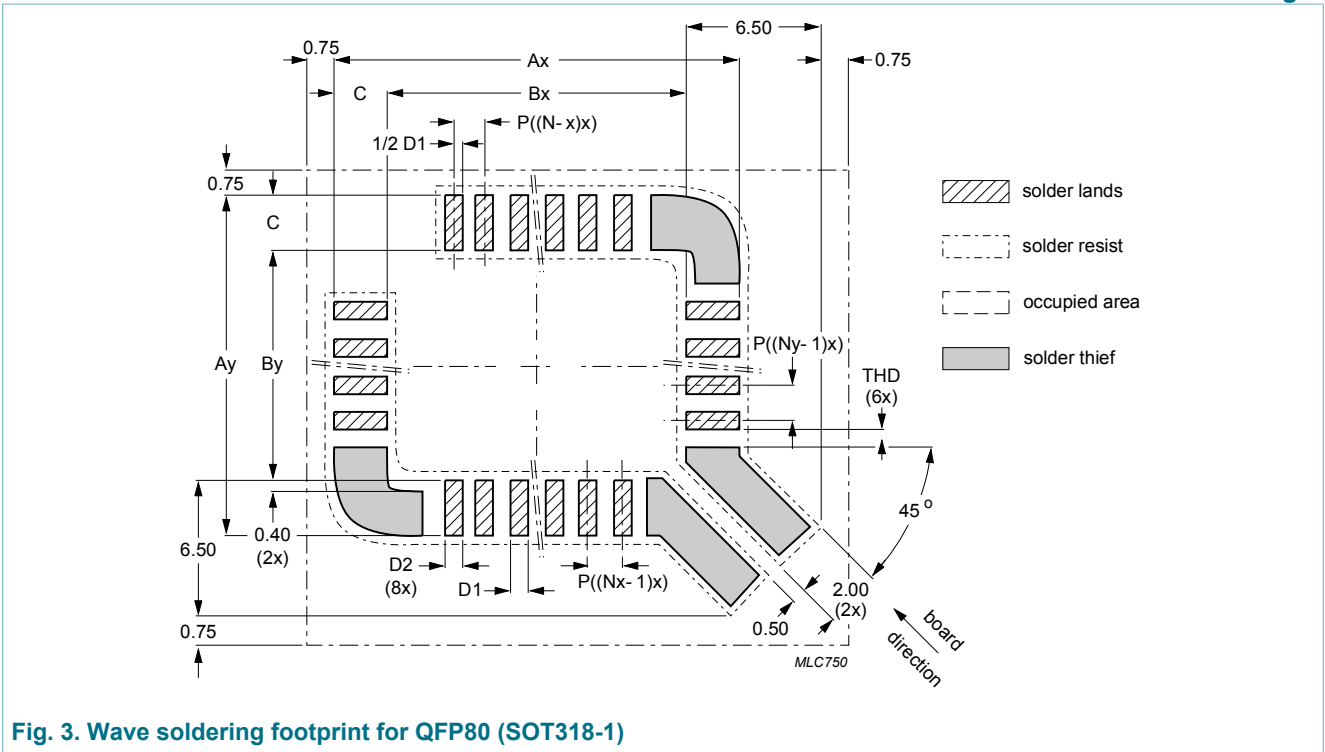 6.50
0.75
Ax
0.75
C
Bx
P((N- x)x)
1/2 D1
0.75
C
solder lands
solder resist
occupied area
solder thief
Ay
By
P((Ny- 1)x)
THD
(6x)
45 o
0.40
(2x)
6.50
D2
(8x)
D1
P((Nx- 1)x)
2.00
(2x)
0.50
0.75
board
direction
MLC750
Fig. 3. Wave soldering footprint for QFP80 (SOT318-1)